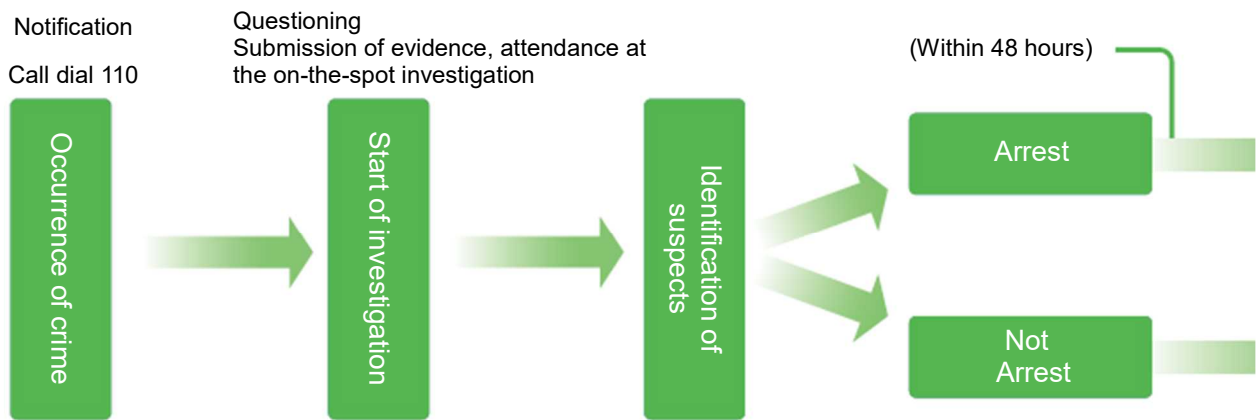 Notification
Call dial 110
Questioning
Submission of evidence, attendance at
the on-the-spot investigation
(Within 48 hours)
Occurrence of crime
Start of investigation
Identification of
suspects
Arrest
Not
Arrest